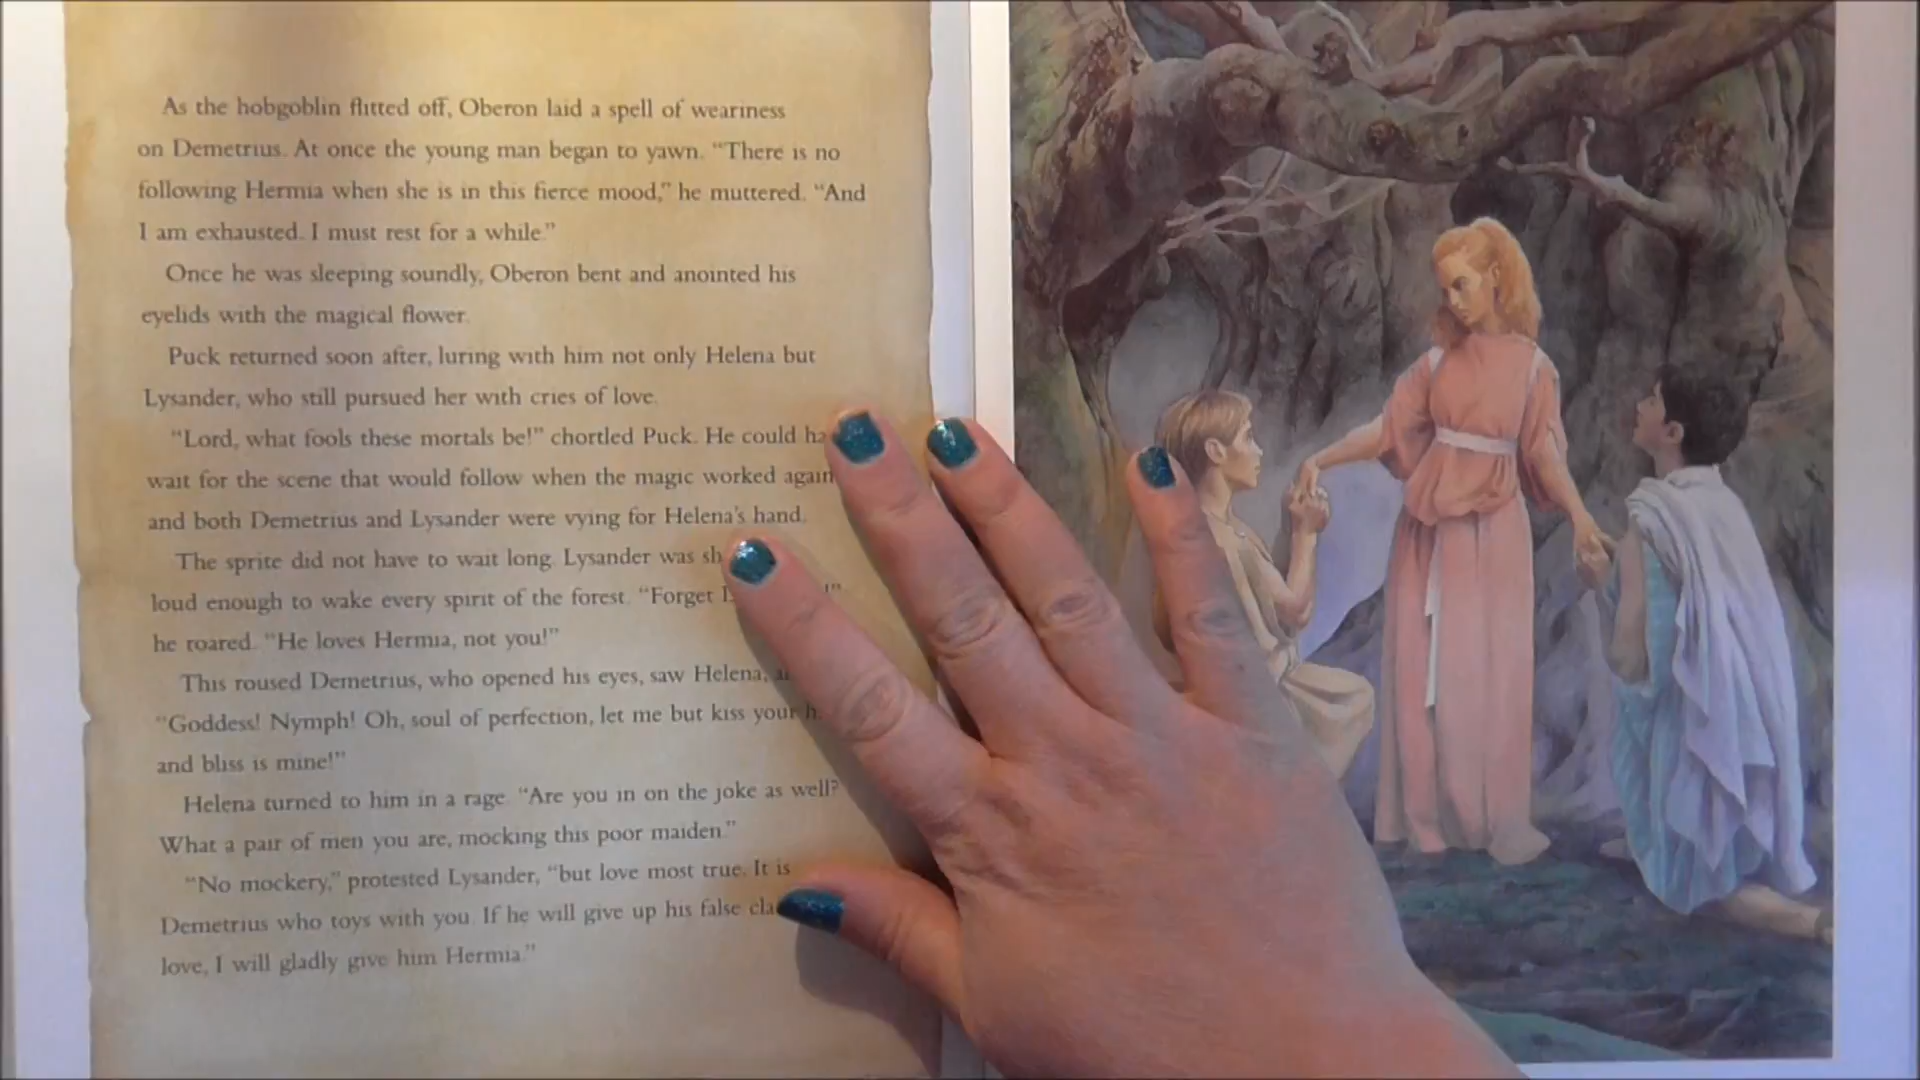 As the hobgoblin flitted off, Oberon laid a spell of weariness
on Demetrius. At once the young man began to yawn. “There is no
following Hermia when she is in this fierce mood,” he muttered. “And
I am exhausted. I must rest for a while.”
Once he was sleeping soundly, Oberon bent and anointed his
eyelids with the magical flower.
Puck returned soon after, luring with him not only Helena but
Lysander, who still pursued her with cries of love.
“Lord, what fools these mortals be!” chortled Puck. He could
wait for the scene that would follow when the magic worked again
and both Demetrius and Lysander were vying for Helena’s hand.
The sprite did not have to wait long. Lysander was
loud enough to wake every spirit of the forest. “Forget
he roared. “He loves Hermia, not you!”
This roused Demetrius, who opened his eyes, saw Helena,
“Goddess! Nymph! Oh, soul of perfection, let me but kiss your
and bliss is mine!”
Helena turned to him in a rage. “Are you in on the joke as well?
What a pair of men you are, mocking this poor maiden.”
“No mockery,” protested Lysander, “but love most true. It is
Demetrius who toys with you. If he will give up his false
love, I will gladly give him Hermia.”